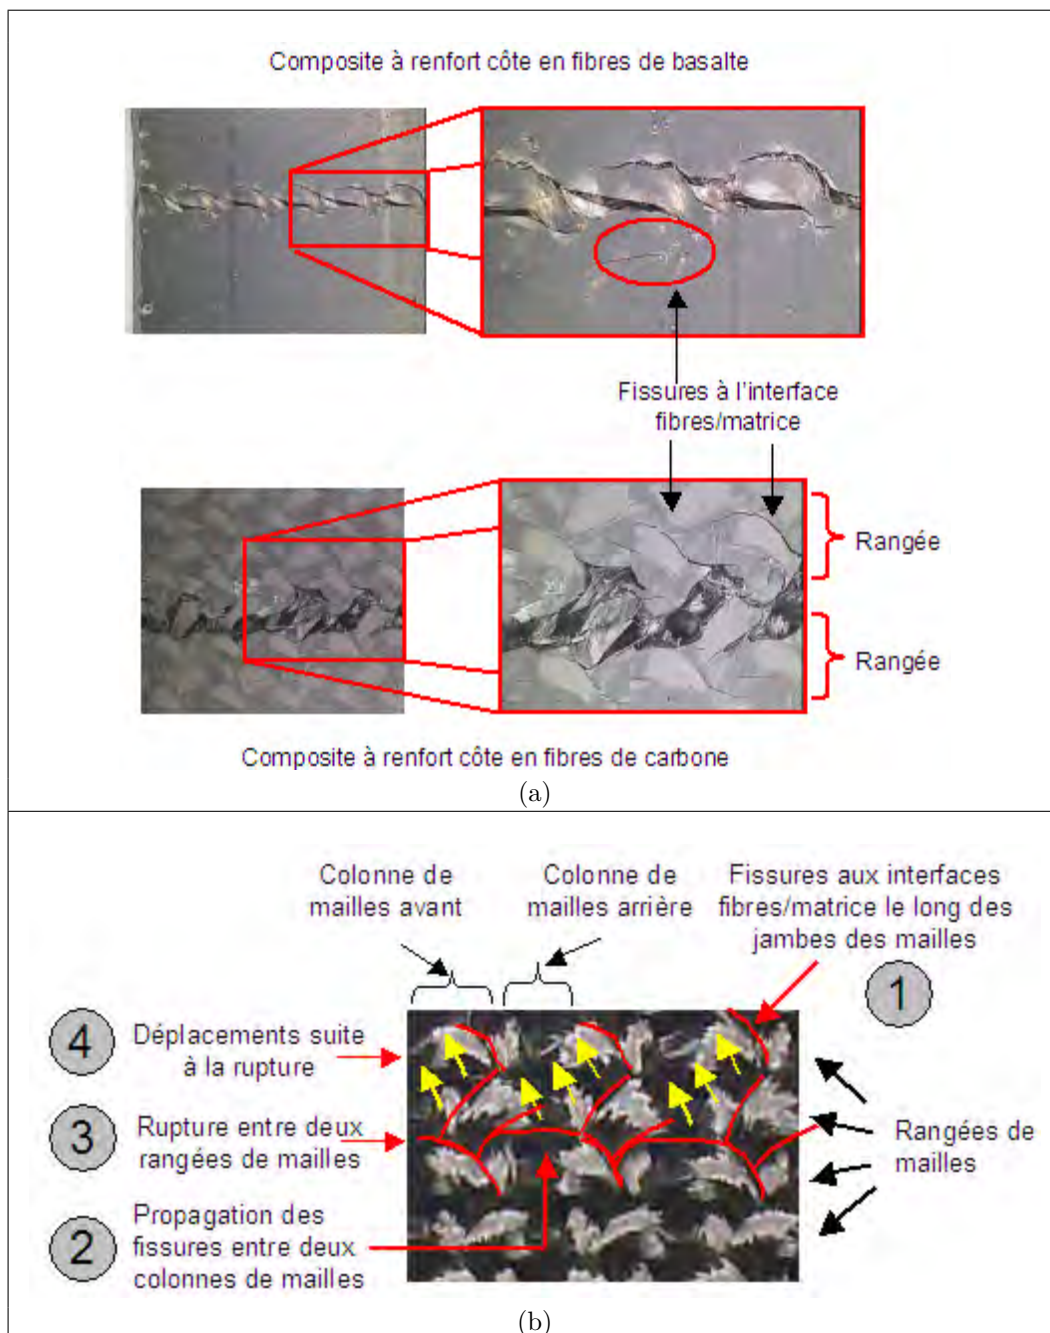 Composite à renfort côte en fibres de basalte
Fissures à l'interface
fibres/matrice
Rangée
Rangée
Composite à renfort côte en fibres de carbone
(a)
Colonne de
mailles avant
Colonne de
mailles arrière
Fissures aux interfaces
fibres/matrice le long des
jambes des mailles
1
4
Déplacements suite
à la rupture
3
Rupture entre deux
rangées de mailles
Rangées de
mailles
2
Propagation des
fissures entre deux
colonnes de mailles
(b)